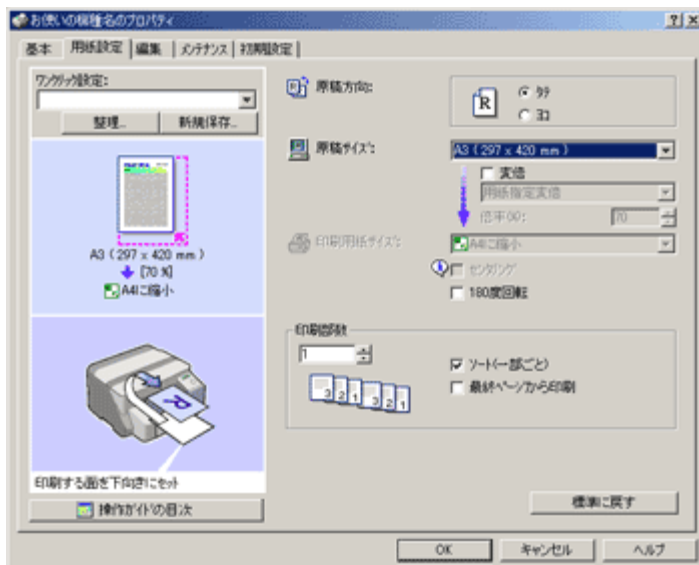 お使いの機種名のプロパティ
基本 用紙設定 編集 メンテナンス 初期設定
ワンクリック設定:
整理... 新規保存...
A3 ( 297 x 420 mm )
[70 %]
A4に縮小
印刷する面を下向きにセット
操作ガイドの目次
原稿方向:
R
タテ
ヨコ
原稿サイズ:
A3 ( 297 x 420 mm )
変倍
用紙指定変倍
倍率(%):
70
印刷用紙サイズ:
A4に縮小
センタリング
180度回転
印刷部数
1
3 2 1 3 2 1
ソート(一部ごと)
最終ページから印刷
標準に戻す
OK キャンセル ヘルプ